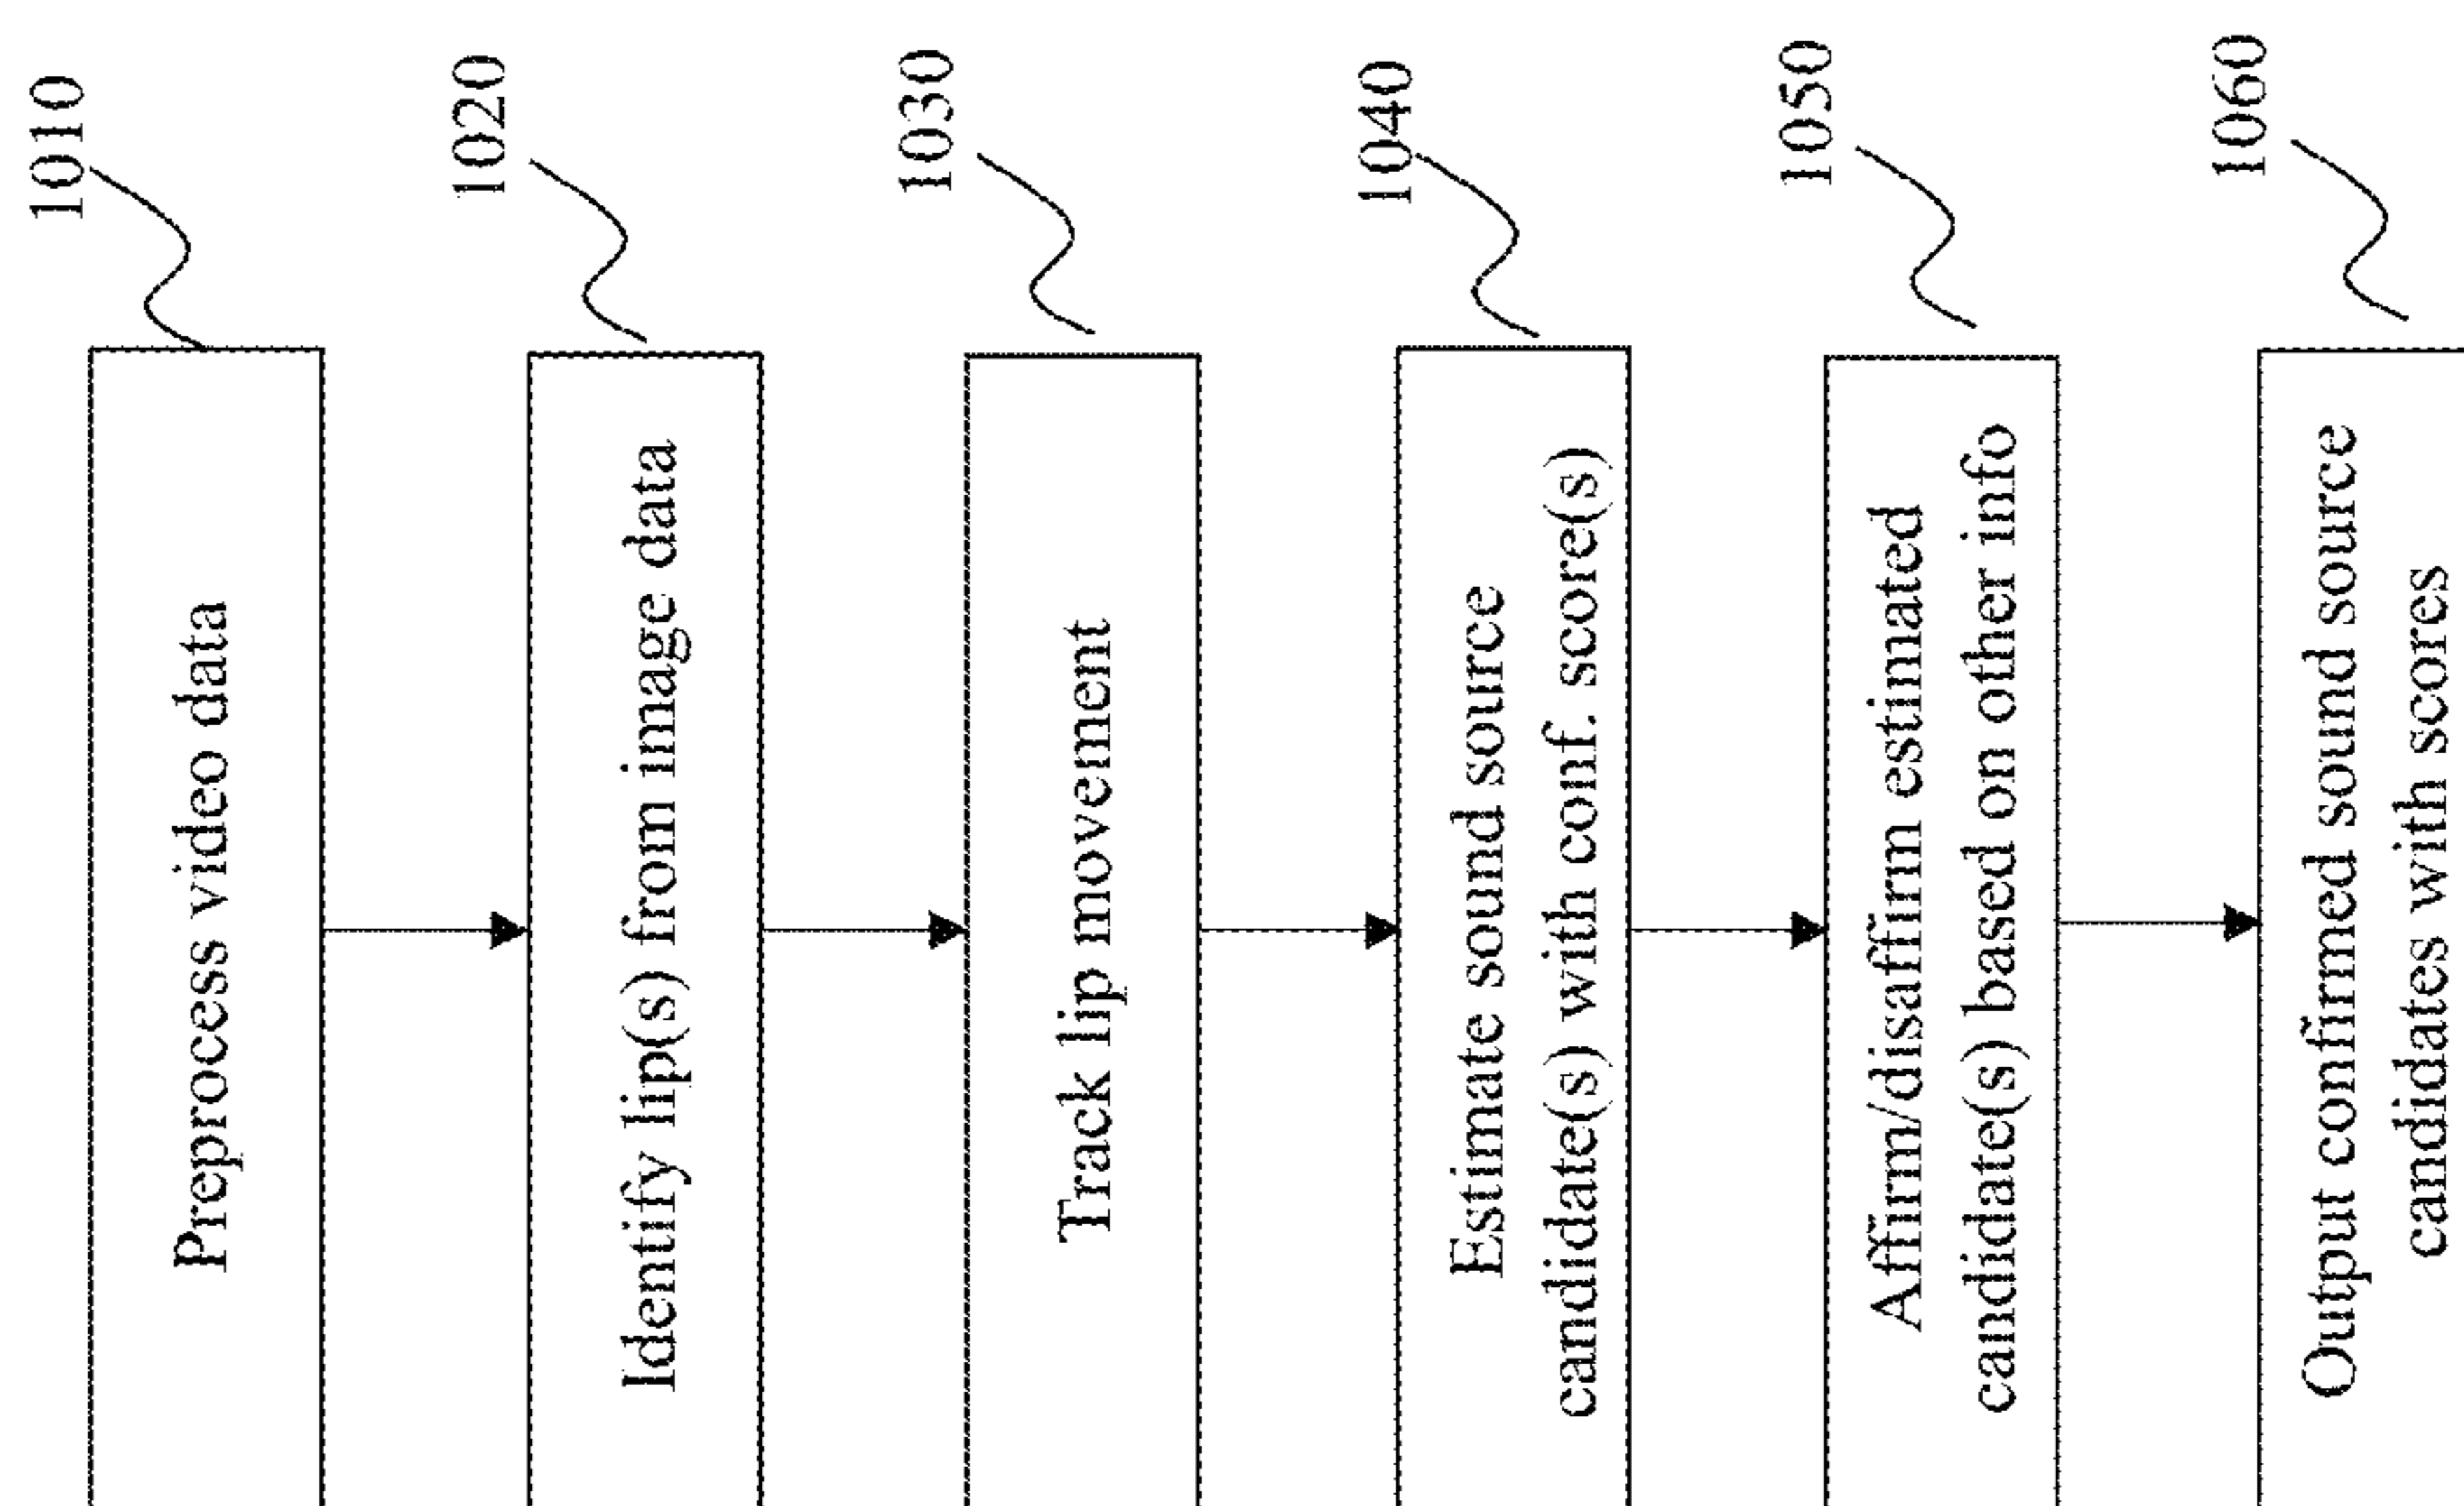 1010
Preprocess video data
1020
Identify lip(s) from image data
1030
Track lip movement
1040
Estimate sound source
candidate(s) with conf. score(s)
1050
Affirm/disaffirm estimated
candidate(s) based on other info
1060
Output confirmed sound source
candidates with scores